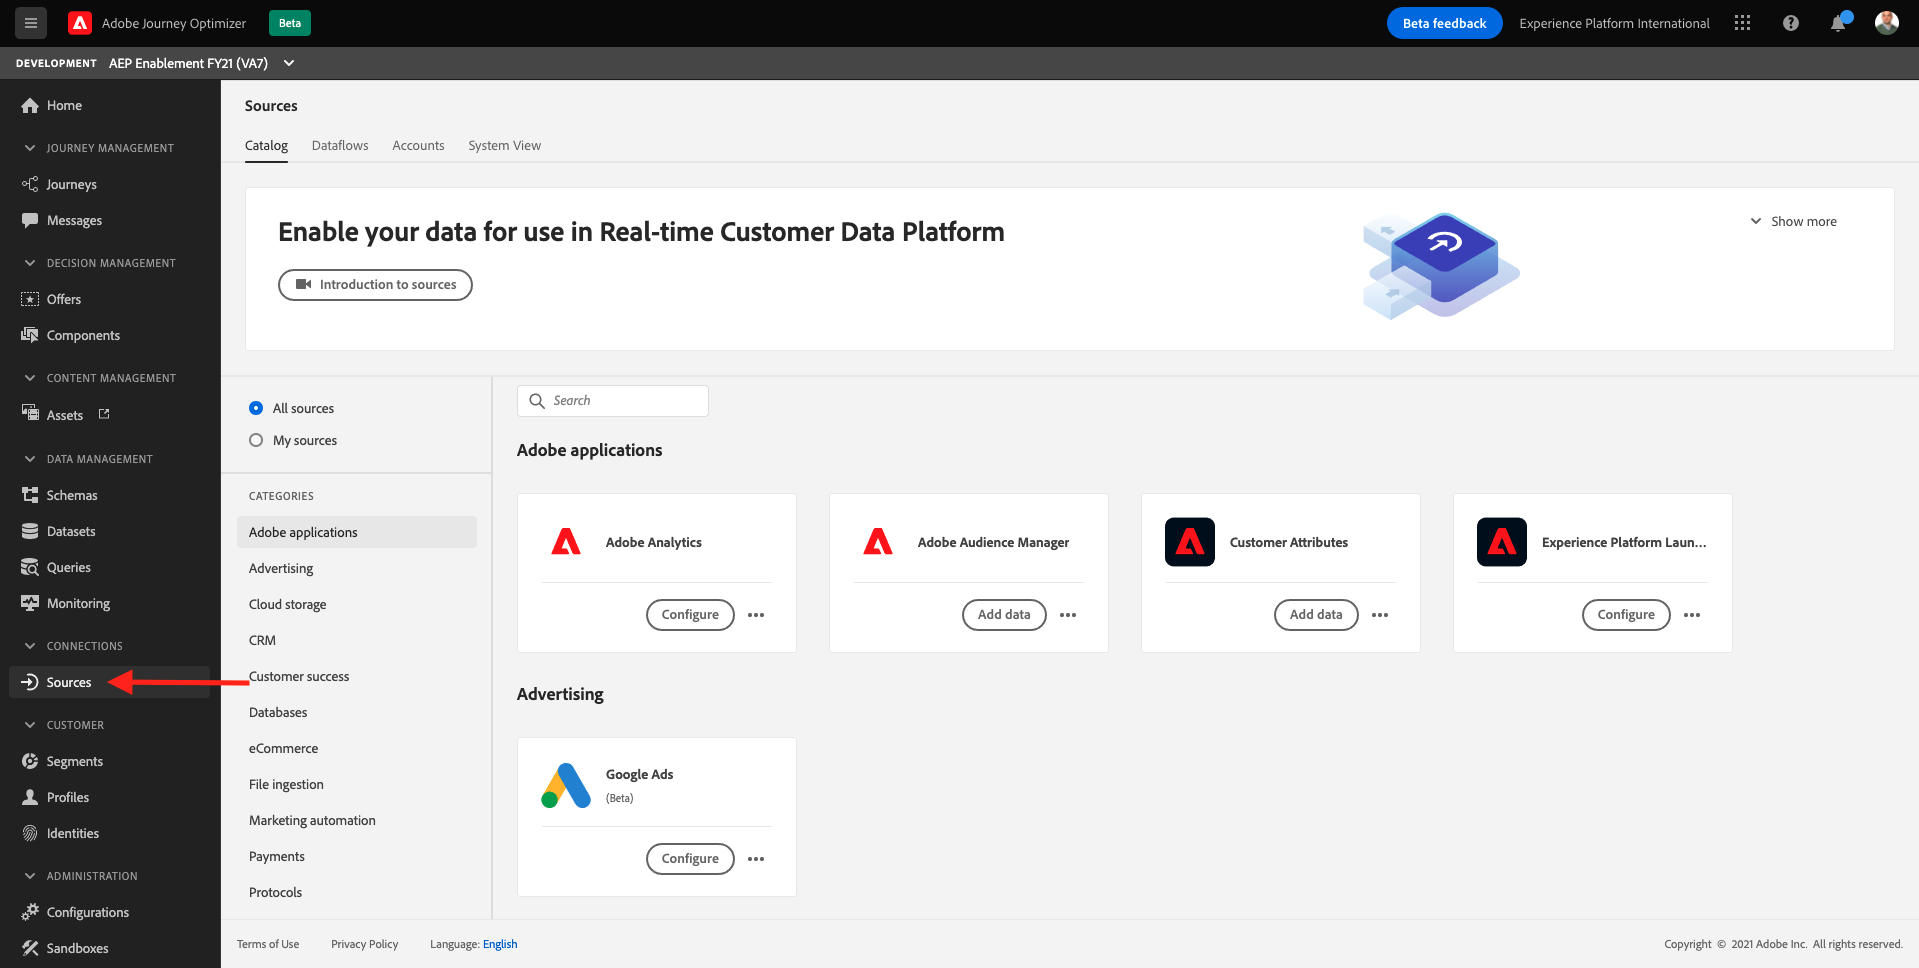 Adobe Journey Optimizer
Beta
Beta feedback
Experience Platform International
DEVELOPMENT AEP Enablement FY21 (VA7)
Home
JOURNEY MANAGEMENT
Journeys
Messages
DECISION MANAGEMENT
Offers
Components
CONTENT MANAGEMENT
Assets
DATA MANAGEMENT
Schemas
Datasets
Queries
Monitoring
CONNECTIONS
Sources
CUSTOMER
Segments
Profiles
Identities
ADMINISTRATION
Configurations
Sandboxes
Sources
Catalog
Dataflows
Accounts
System View
Enable your data for use in Real-time Customer Data Platform
Introduction to sources
Show more
All sources
My sources
CATEGORIES
Adobe applications
Advertising
Cloud storage
CRM
Customer success
Databases
eCommerce
File ingestion
Marketing automation
Payments
Protocols
Search
Adobe applications
Adobe Analytics
Configure
Adobe Audience Manager
Add data
Customer Attributes
Add data
Experience Platform Laun...
Configure
Advertising
Google Ads
(Beta)
Configure
Terms of Use
Privacy Policy
Language: English
Copyright © 2021 Adobe Inc. All rights reserved.